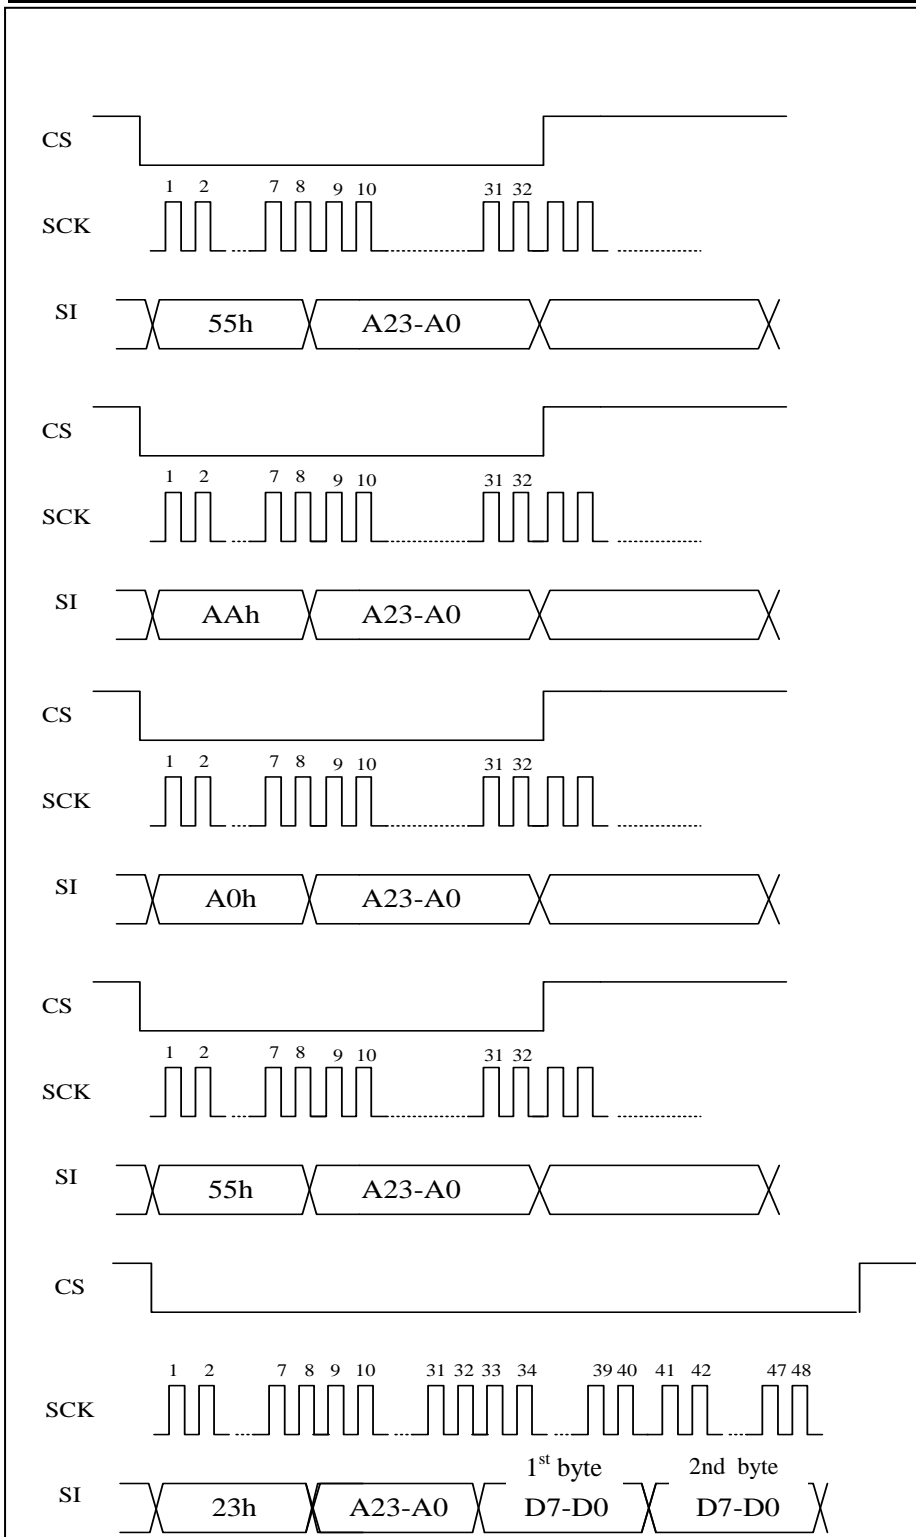 CS
1 2 7 8 9 10 31 32
SCK
SI 55h A23-A0
CS
1 2 7 8 9 10 31 32
SCK
SI AAh A23-A0
CS
1 2 7 8 9 10 31 32
SCK
SI A0h A23-A0
CS
1 2 7 8 9 10 31 32
SCK
SI 55h A23-A0
CS
1 2 7 8 9 10 31 32 33 34 39 40 41 42 47 48
SCK
1st byte 2nd byte
SI 23h A23-A0 D7-D0 D7-D0